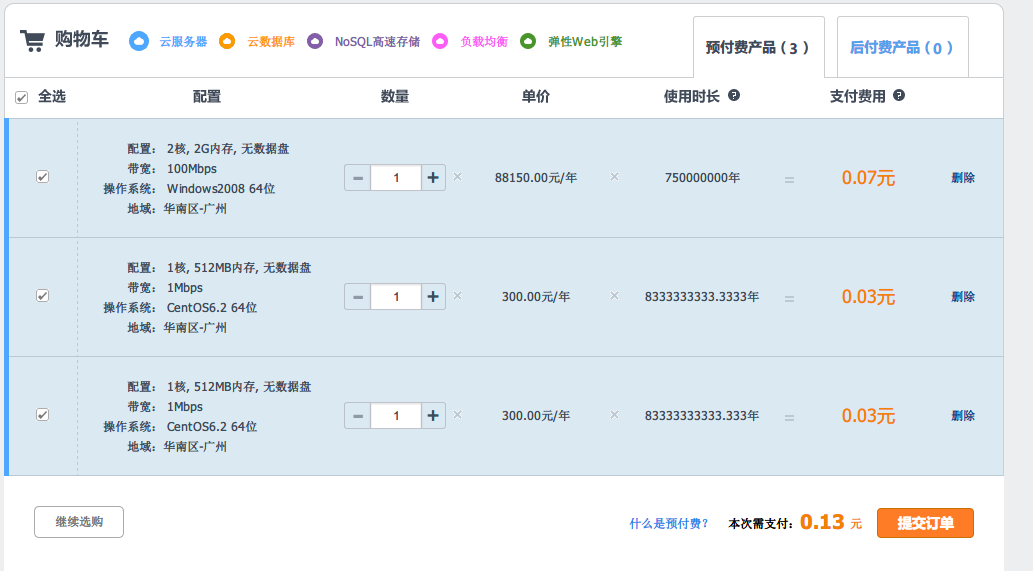 购物车 云服务器 云数据库 NoSQL高速存储 负载均衡 弹性Web引擎 预付费产品 ( 3 ) 后付费产品 ( 0 )
全选 配置 数量 单价 使用时长 ? 支付费用 ?
配置： 2核, 2G内存, 无数据盘
带宽： 100Mbps
操作系统： Windows2008 64位
地域：华南区-广州
− 1 + × 88150.00元/年 × 750000000年 = 0.07元 删除
配置： 1核, 512MB内存, 无数据盘
带宽： 1Mbps
操作系统： CentOS6.2 64位
地域：华南区-广州
− 1 + × 300.00元/年 × 8333333333.3333年 = 0.03元 删除
配置： 1核, 512MB内存, 无数据盘
带宽： 1Mbps
操作系统： CentOS6.2 64位
地域：华南区-广州
− 1 + × 300.00元/年 × 83333333333.333年 = 0.03元 删除
继续选购 什么是预付费? 本次需支付： 0.13 元 提交订单